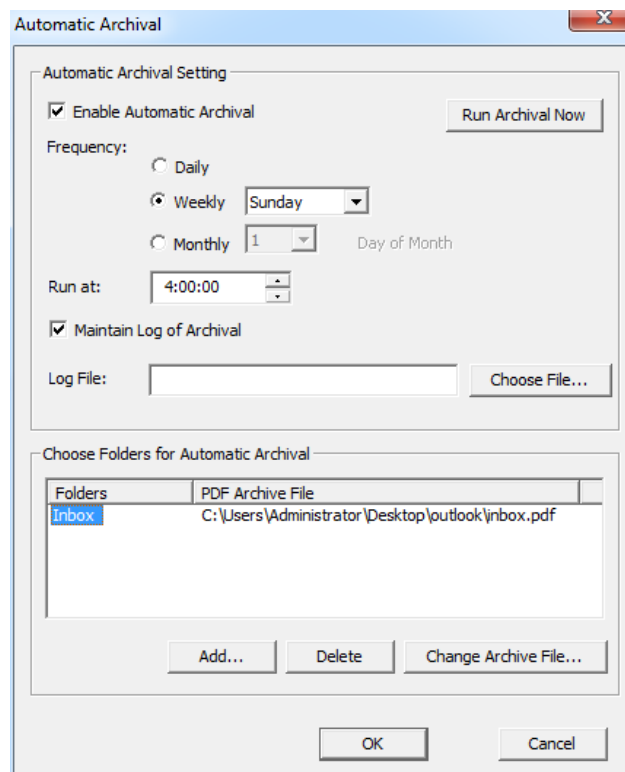 Automatic Archival
Automatic Archival Setting
Enable Automatic Archival
Run Archival Now
Frequency:
Daily
Weekly Sunday
Monthly 1 Day of Month
Run at: 4:00:00
Maintain Log of Archival
Log File: Choose File...
Choose Folders for Automatic Archival
Folders PDF Archive File
Inbox C:\Users\Administrator\Desktop\outlook\inbox.pdf
Add... Delete Change Archive File...
OK Cancel